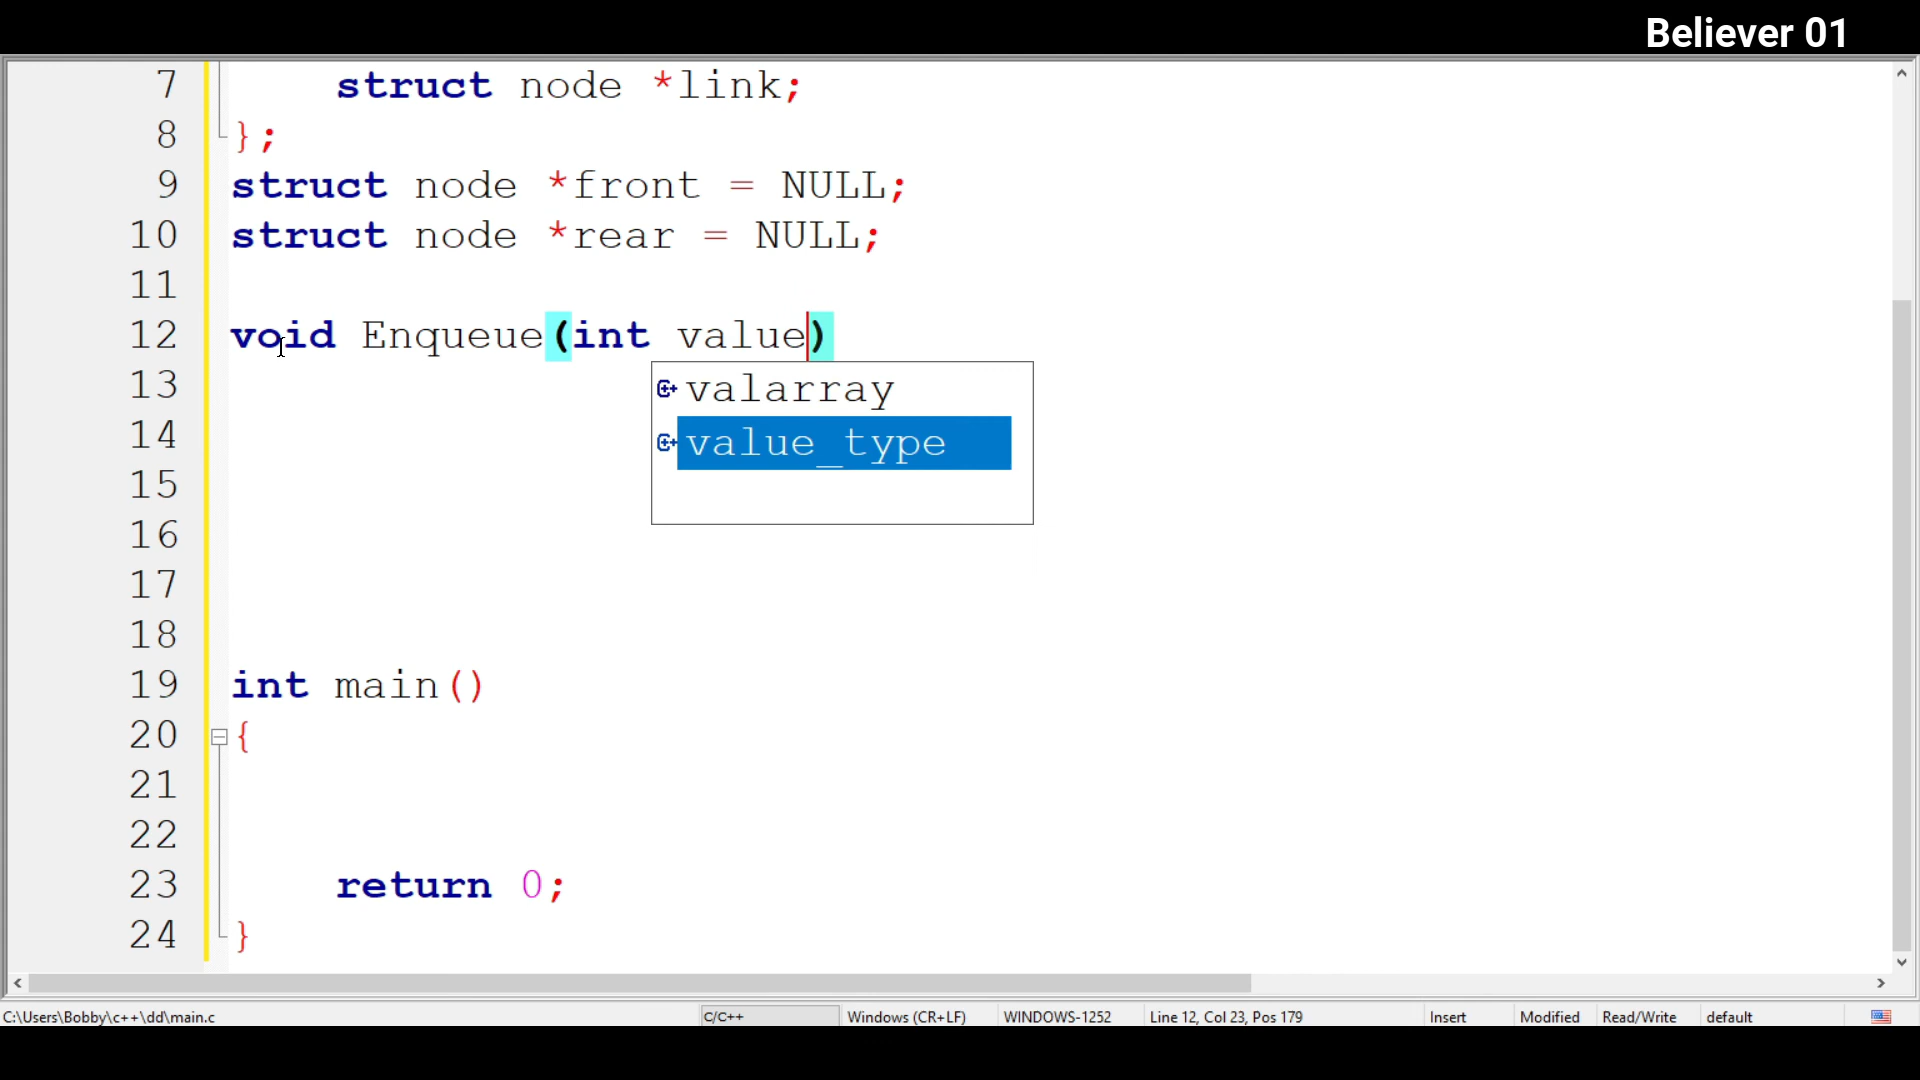 Believer 01
7 struct node *link;
8 };
9 struct node *front = NULL;
10 struct node *rear = NULL;
11
12 void Enqueue(int value)
13 valarray
14 value_type
15
16
17
18
19 int main()
20 {
21
22
23 return 0;
24 }
C:\Users\Bobby\c++\dd\main.c C/C++ Windows (CR+LF) WINDOWS-1252 Line 12, Col 23, Pos 179 Insert Modified Read/Write default